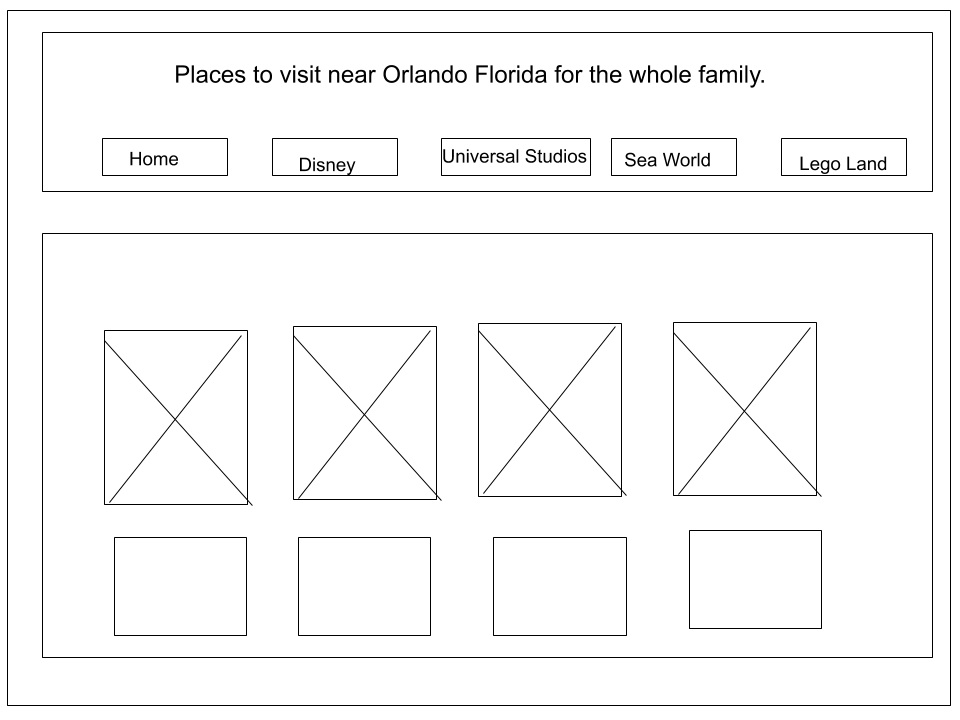 Places to visit near Orlando Florida for the whole family.
Home
Disney
Universal Studios
Sea World
Lego Land